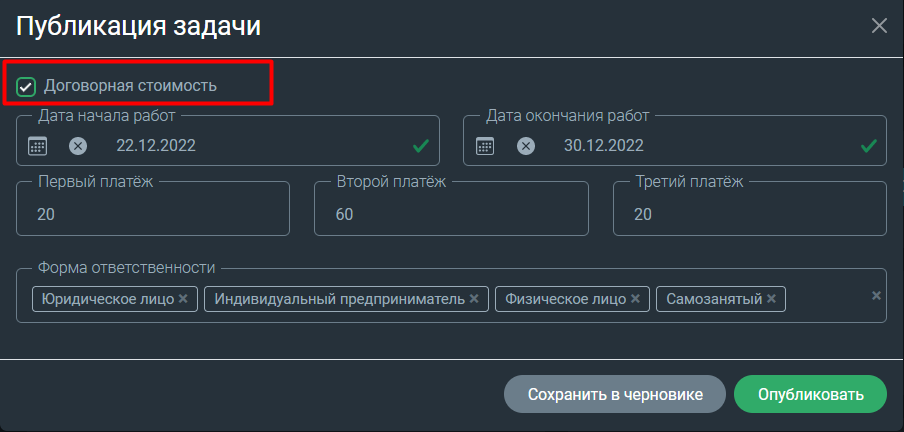 Публикация задачи
Договорная стоимость
Дата начала работ
Дата окончания работ
22.12.2022
30.12.2022
Первый платёж
Второй платёж
Третий платёж
20
60
20
Форма ответственности
Юридическое лицо × Индивидуальный предприниматель × Физическое лицо × Самозанятый ×
Сохранить в черновике
Опубликовать